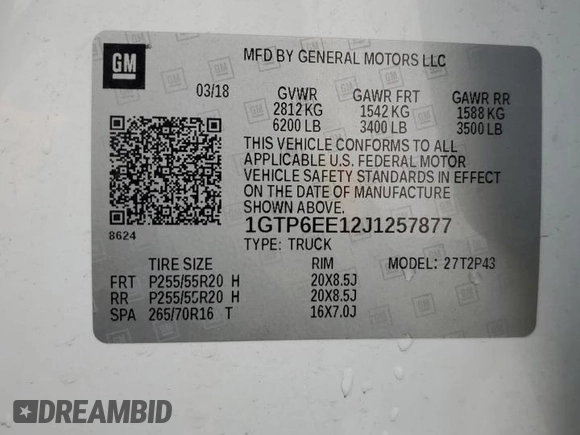 GM
MFD BY GENERAL MOTORS LLC
03/18 GVWR GAWR FRT GAWR RR
2812 KG 1542 KG 1588 KG
6200 LB 3400 LB 3500 LB
THIS VEHICLE CONFORMS TO ALL
APPLICABLE U.S. FEDERAL MOTOR
VEHICLE SAFETY STANDARDS IN EFFECT
ON THE DATE OF MANUFACTURE
SHOWN ABOVE.
8624
1GTP6EE12J1257877
TYPE: TRUCK MODEL: 27T2P43
TIRE SIZE RIM
FRT P255/55R20 H 20X8.5J
RR P255/55R20 H 20X8.5J
SPA 265/70R16 T 16X7.0J
DREAMBID